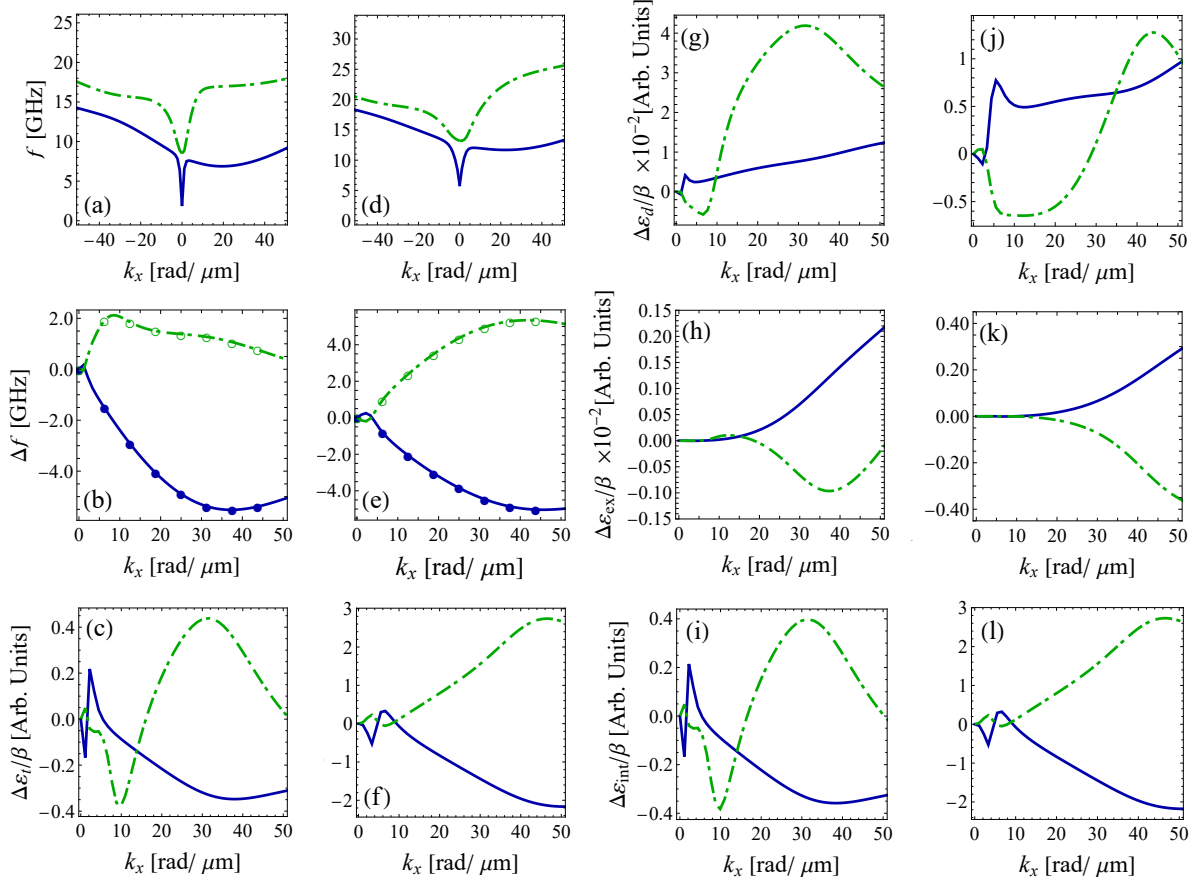 25
20
15
10
5
0
f [GHz]
(a)
−40 −20 0 20 40
k_x [rad/ μm]
35
30
25
20
15
10
5
0
(d)
−40 −20 0 20 40
k_x [rad/ μm]
4
3
2
1
0
Δε_d/β ×10⁻² [Arb. Units]
(g)
0 10 20 30 40 50
k_x [rad/ μm]
1
0.5
0
−0.5
(j)
0 10 20 30 40 50
k_x [rad/ μm]
2.0
0.0
−2.0
−4.0
Δf [GHz]
(b)
0 10 20 30 40 50
k_x [rad/ μm]
4.0
2.0
0.0
−2.0
−4.0
(e)
0 10 20 30 40 50
k_x [rad/ μm]
0.15
0.20
0.15
0.10
0.05
0.00
−0.05
−0.10
0.15
Δε_ex/β ×10⁻² [Arb. Units]
(h)
0 10 20 30 40 50
k_x [rad/ μm]
0.40
0.20
0.00
−0.20
−0.40
(k)
0 10 20 30 40 50
k_x [rad/ μm]
0.4
0.2
0.0
−0.2
−0.4
Δε_i/β [Arb. Units]
(c)
0 10 20 30 40 50
k_x [rad/ μm]
3
2
1
0
−1
−2
(f)
0 10 20 30 40 50
k_x [rad/ μm]
0.4
0.2
0.0
−0.2
−0.4
Δε_int/β [Arb. Units]
(i)
0 10 20 30 40 50
k_x [rad/ μm]
3
2
1
0
−1
−2
(l)
0 10 20 30 40 50
k_x [rad/ μm]